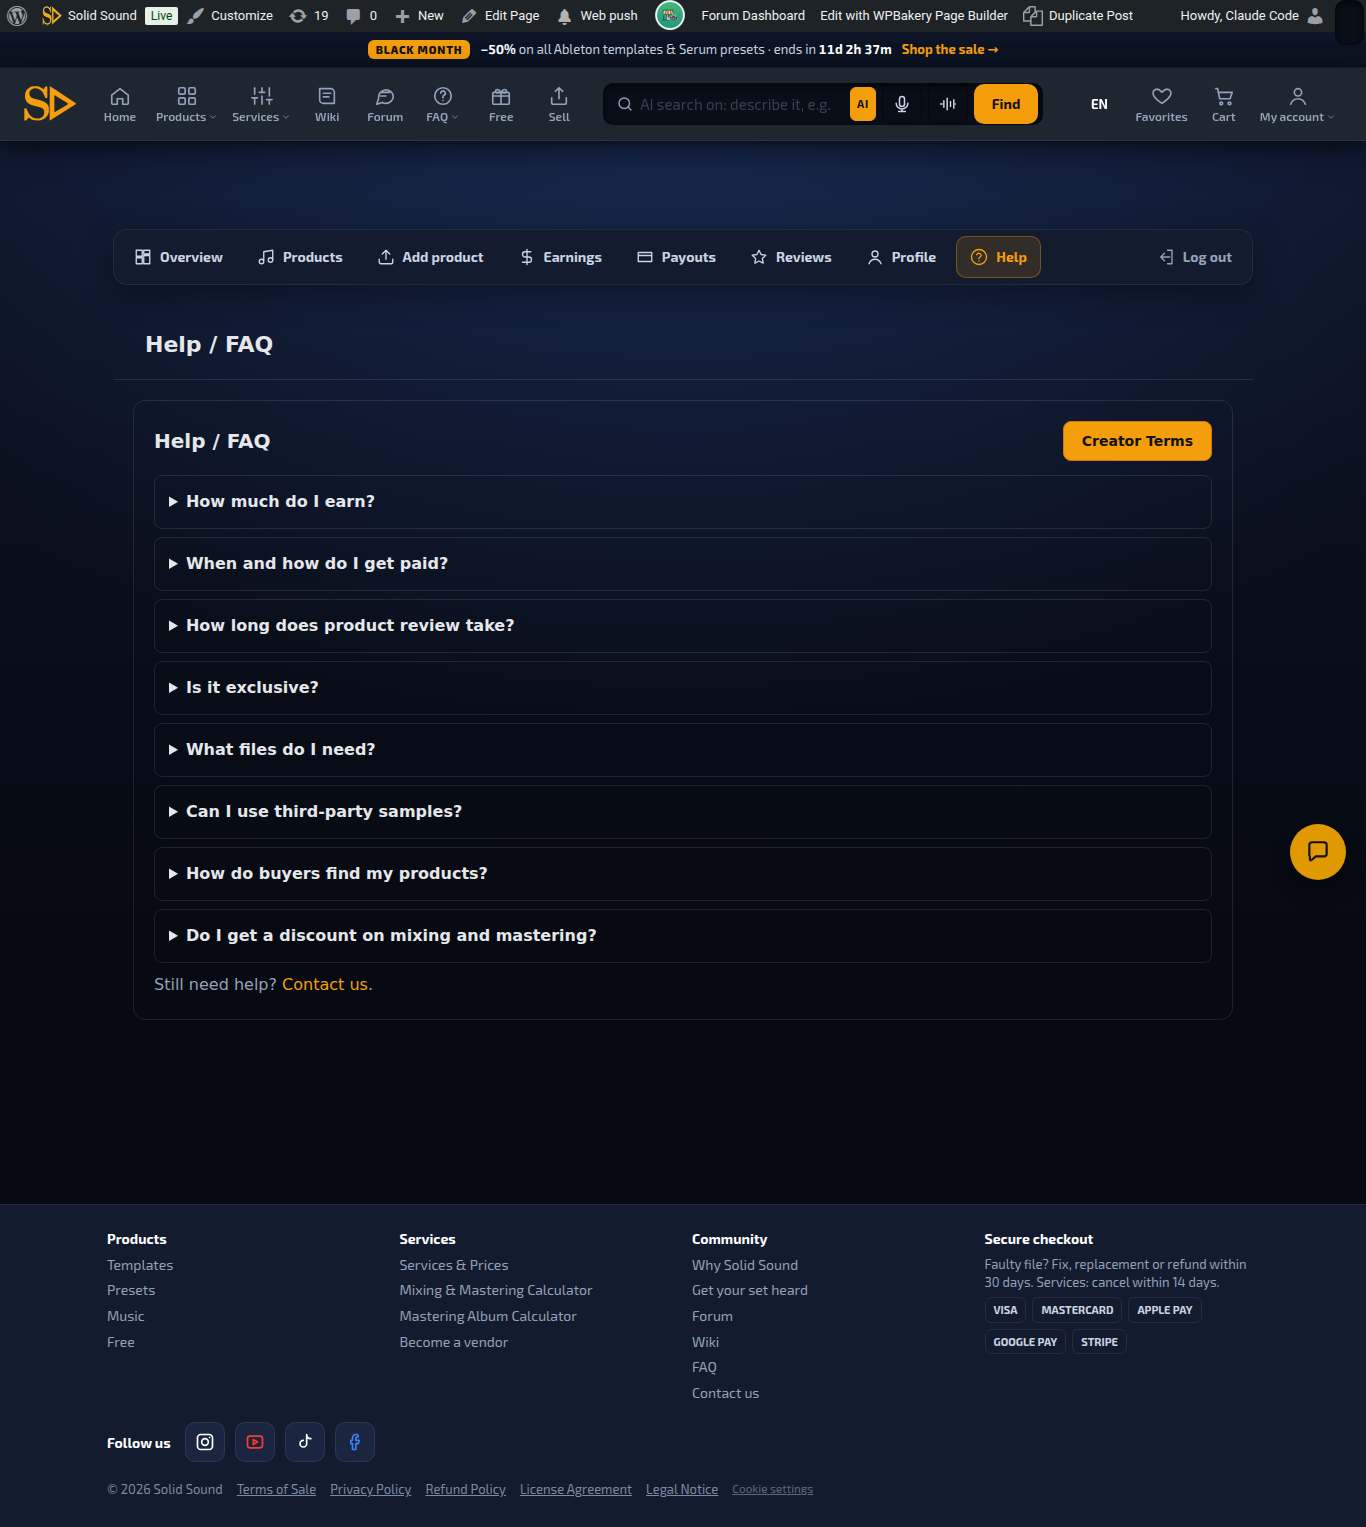 Solid Sound Live Customize 19 0 New Edit Page Web push Forum Dashboard Edit with WPBakery Page Builder Duplicate Post Howdy, Claude Code
BLACK MONTH −50% on all Ableton templates & Serum presets · ends in 11d 2h 37m Shop the sale →
Home Products Services Wiki Forum FAQ Free Sell AI search on: describe it, e.g. AI Find EN Favorites Cart My account
Overview Products Add product Earnings Payouts Reviews Profile Help Log out
Help / FAQ
Help / FAQ
Creator Terms
How much do I earn?
When and how do I get paid?
How long does product review take?
Is it exclusive?
What files do I need?
Can I use third-party samples?
How do buyers find my products?
Do I get a discount on mixing and mastering?
Still need help? Contact us.
Products
Templates
Presets
Music
Free
Services
Services & Prices
Mixing & Mastering Calculator
Mastering Album Calculator
Become a vendor
Community
Why Solid Sound
Get your set heard
Forum
Wiki
FAQ
Contact us
Secure checkout
Faulty file? Fix, replacement or refund within
30 days. Services: cancel within 14 days.
VISA MASTERCARD APPLE PAY
GOOGLE PAY STRIPE
Follow us
© 2026 Solid Sound Terms of Sale Privacy Policy Refund Policy License Agreement Legal Notice Cookie settings